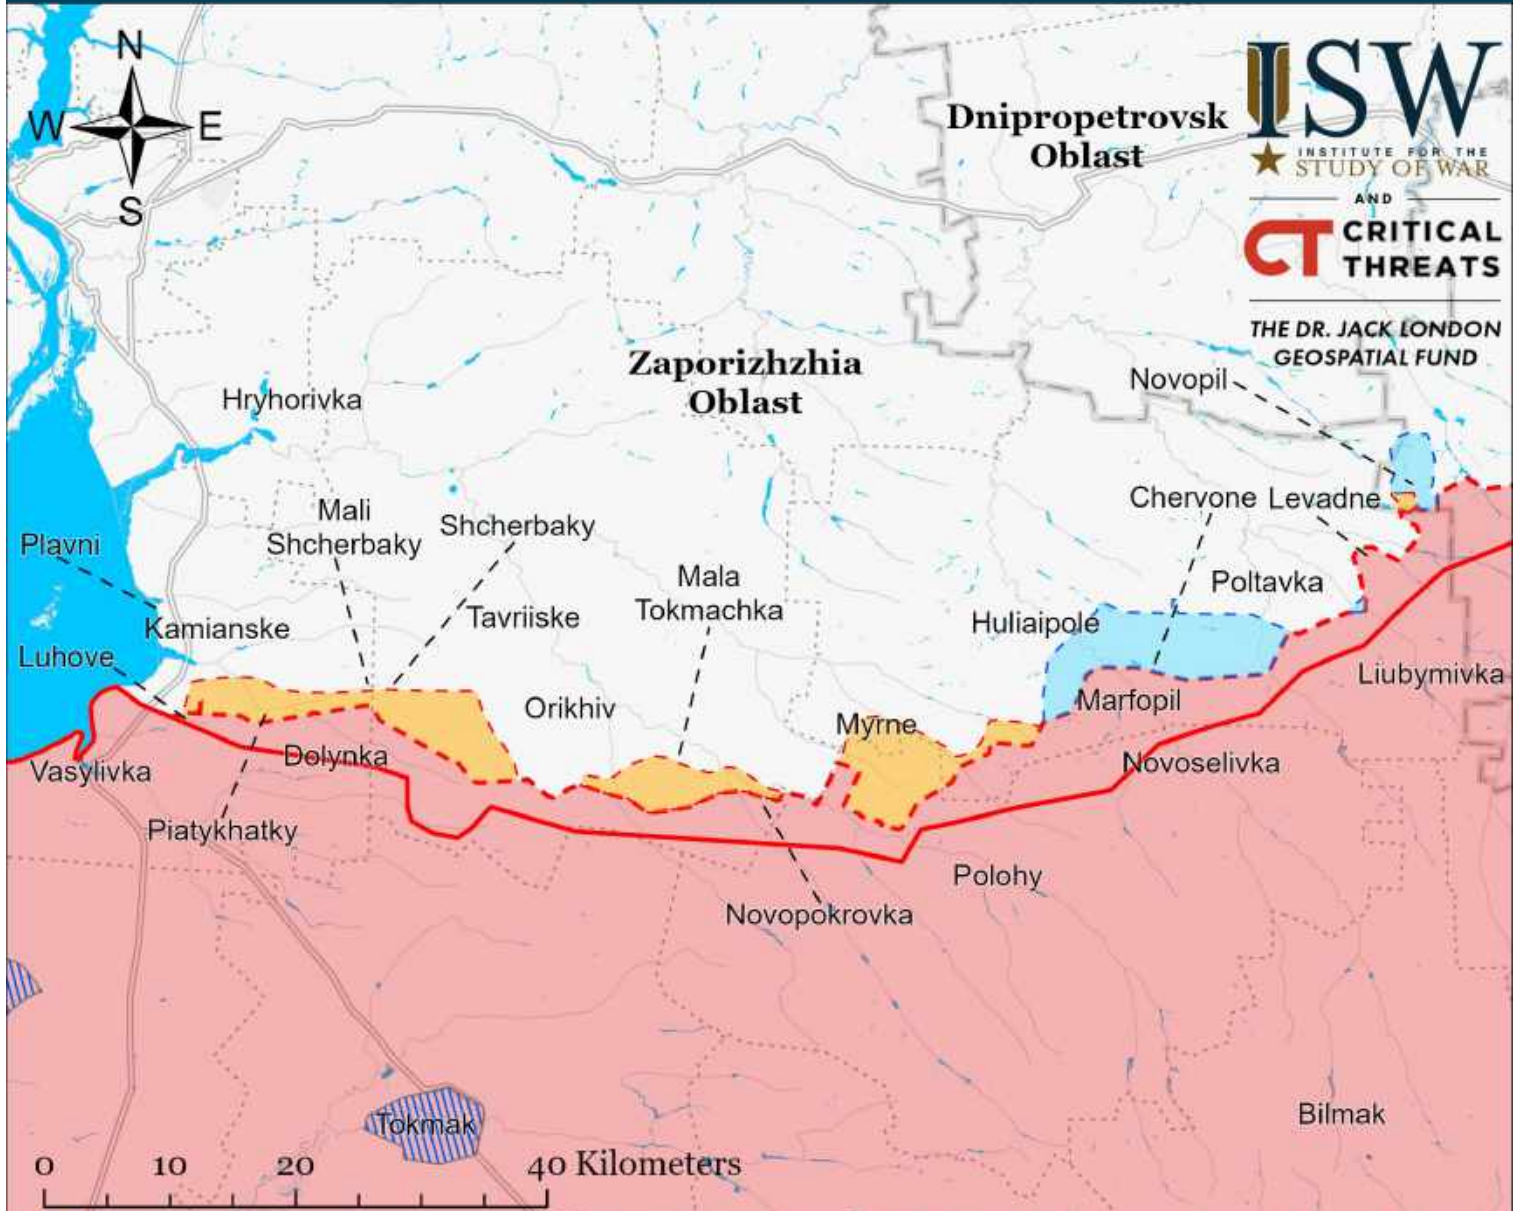 N
W E
S
Dnipropetrovsk
Oblast
ISW
INSTITUTE FOR THE
STUDY OF WAR
AND
CT CRITICAL
THREATS
THE DR. JACK LONDON
GEOSPATIAL FUND
Zaporizhzhia
Oblast
Novopil
Hryhorivka
Chervone
Levadne
Mali
Shcherbaky
Shcherbaky
Plavni
Mala
Tokmachka
Poltavka
Tavriiske
Huliaipole
Kamianske
Luhove
Liubymivka
Marfopil
Orikhiv
Myrne
Dolynka
Novoselivka
Vasylivka
Piatykhatky
Polohy
Novopokrovka
Bilmak
Tokmak
0 10 20 40 Kilometers